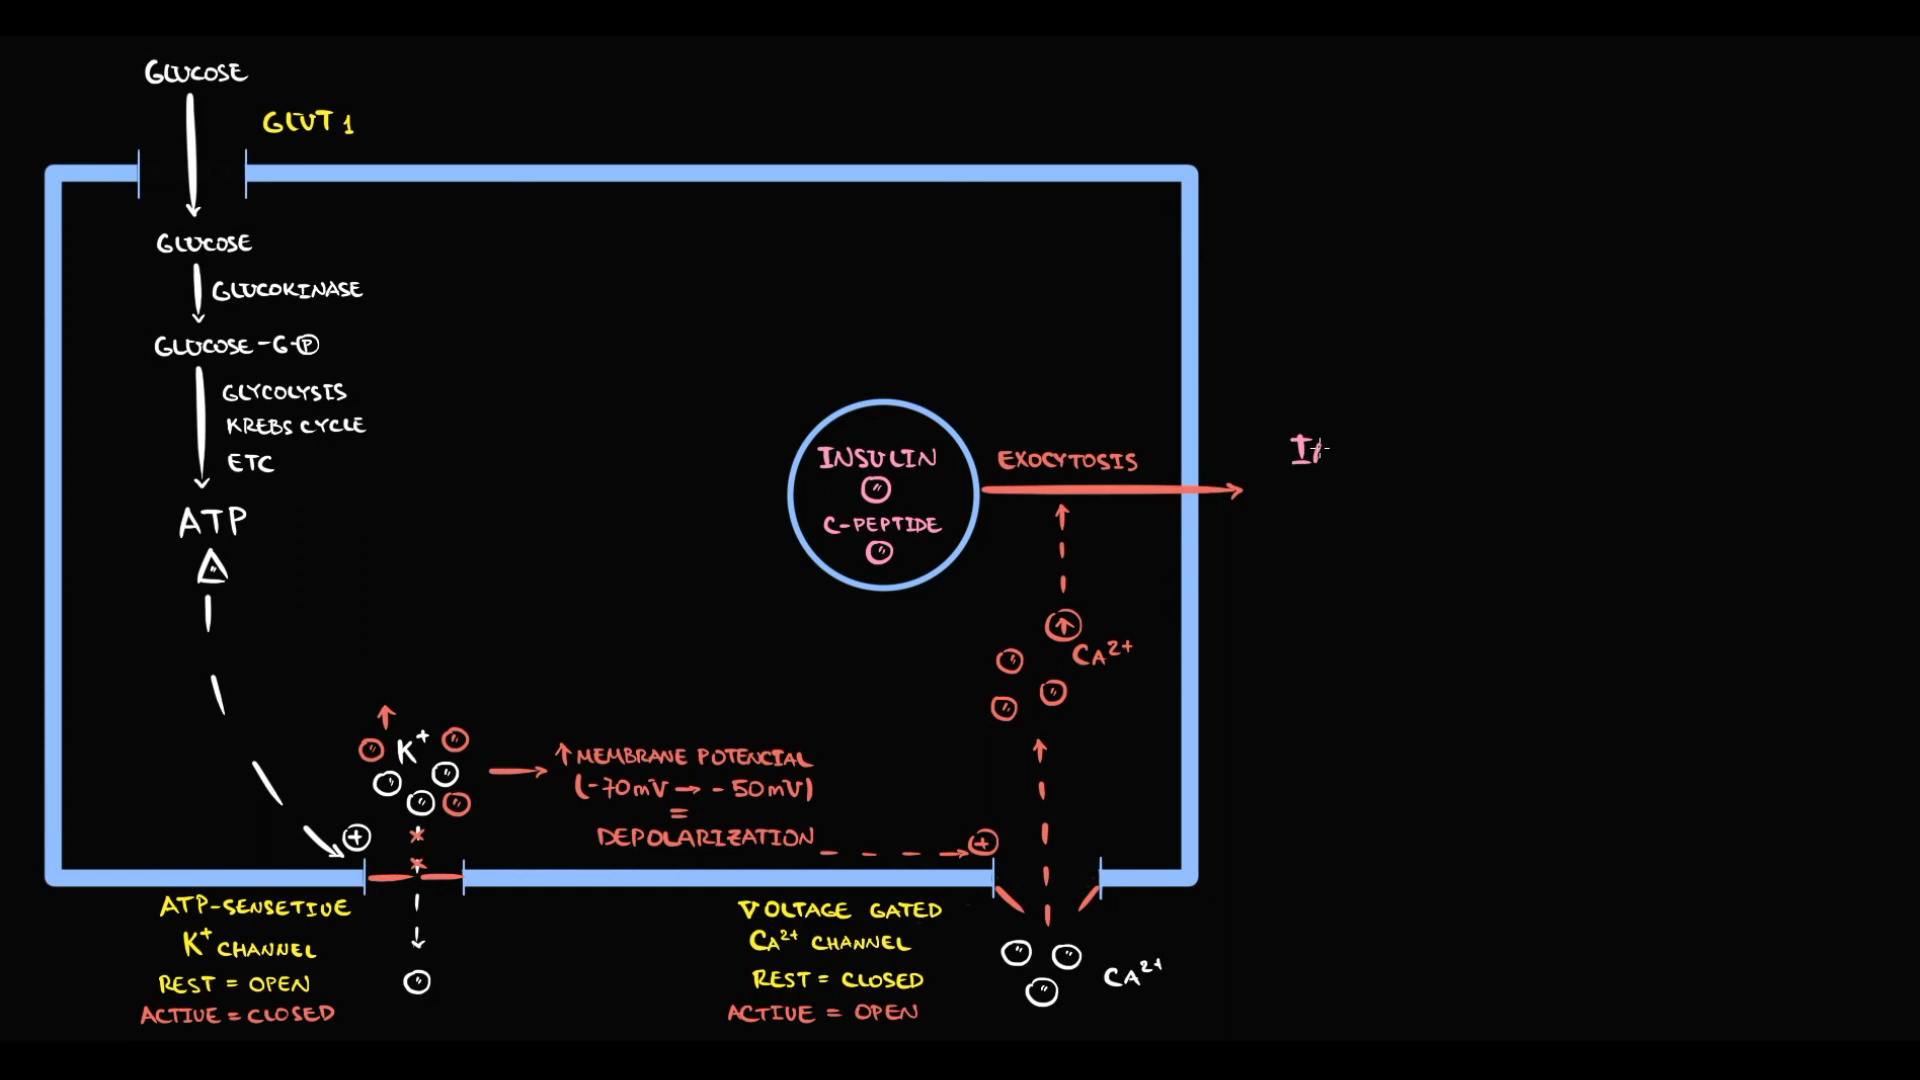 GLUCOSE
GLUT 1
GLUCOSE
GLUCOKINASE
GLUCOSE-6-P
GLYCOLYSIS
KREBS CYCLE
ETC
ATP
INSULIN
C-PEPTIDE
EXOCYTOSIS
↑
CA²⁺
↑
K⁺
→ ↑ MEMBRANE POTENCIAL
(-70mV → -50mV)
=
DEPOLARIZATION
+
+
ATP-SENSETIVE
K⁺ CHANNEL
REST = OPEN
ACTIVE = CLOSED
VOLTAGE GATED
CA²⁺ CHANNEL
REST = CLOSED
ACTIVE = OPEN
CA²⁺